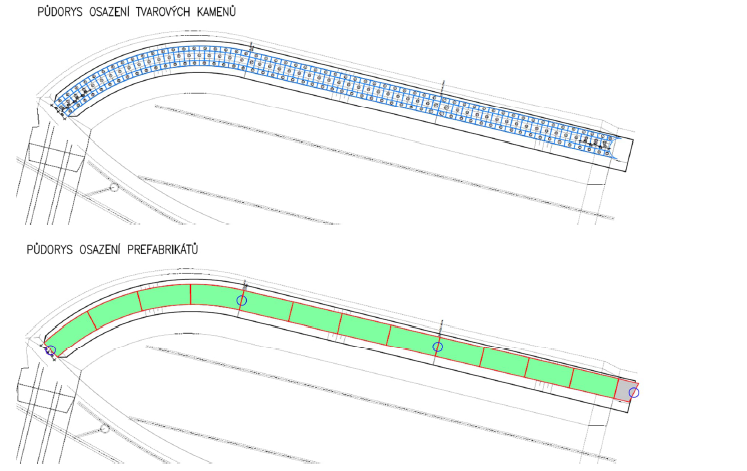 PŮDORYS OSAZENÍ TVAROVÝCH KAMENŮ
PŮDORYS OSAZENÍ PREFABRIKÁTŮ